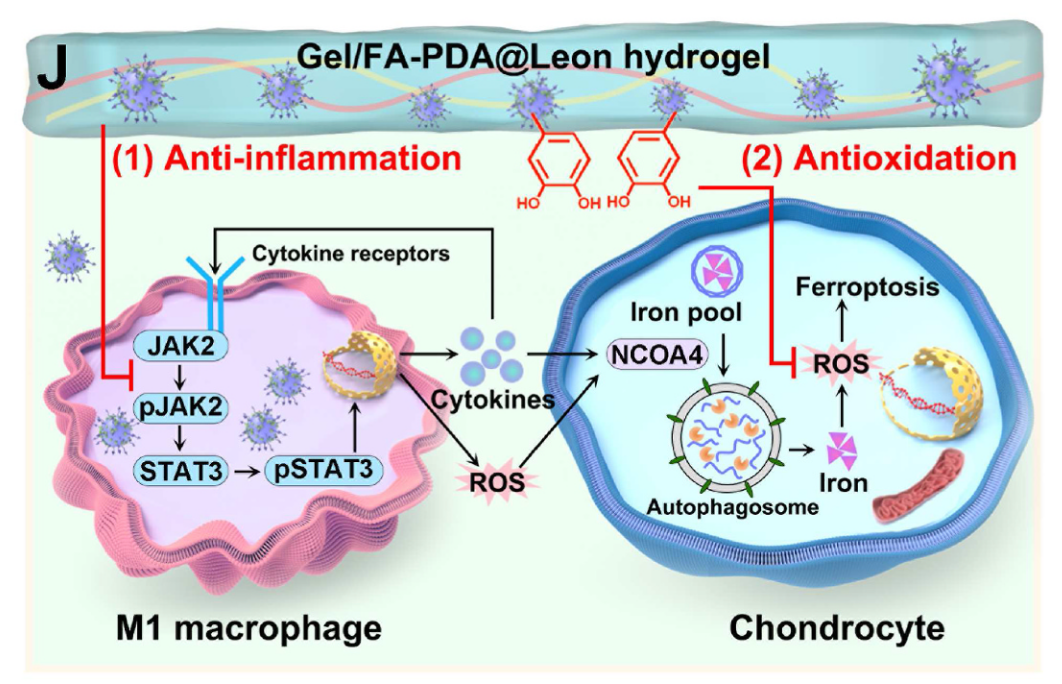 J
Gel/FA-PDA@Leon hydrogel
(1) Anti-inflammation
(2) Antioxidation
HO
OH
HO
OH
Cytokine receptors
JAK2
pJAK2
STAT3
pSTAT3
Cytokines
ROS
Iron pool
NCOA4
Autophagosome
Ferroptosis
ROS
Iron
M1 macrophage
Chondrocyte